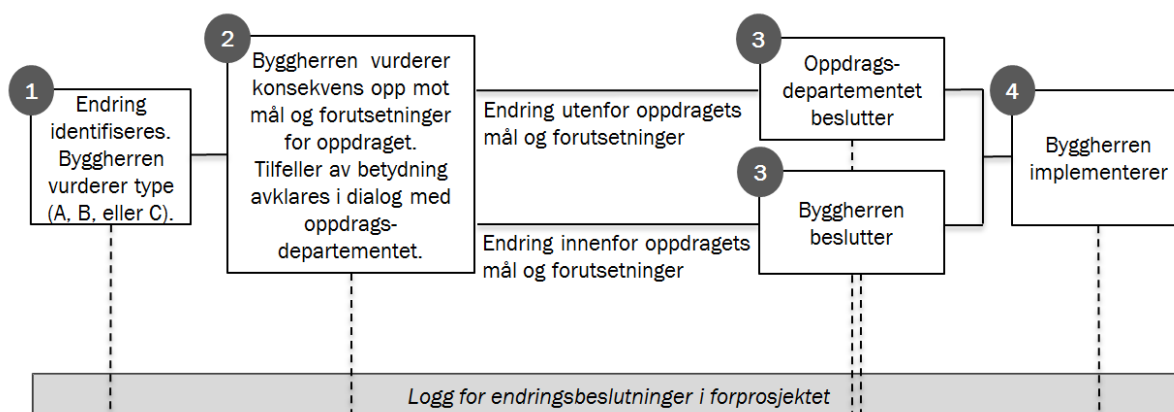 1
Endring
identifiseres.
Byggherren
vurderer type
(A, B, eller C).
2
Byggherren vurderer
konsekvens opp mot
mål og forutsetninger
for oppdraget.
Tilfeller av betydning
avklares i dialog med
oppdrags-
departementet.
Endring utenfor oppdragets
mål og forutsetninger
Endring innenfor oppdragets
mål og forutsetninger
3
Oppdrags-
departementet
beslutter
3
Byggherren
beslutter
4
Byggherren
implementerer
Logg for endringsbeslutninger i forprosjektet